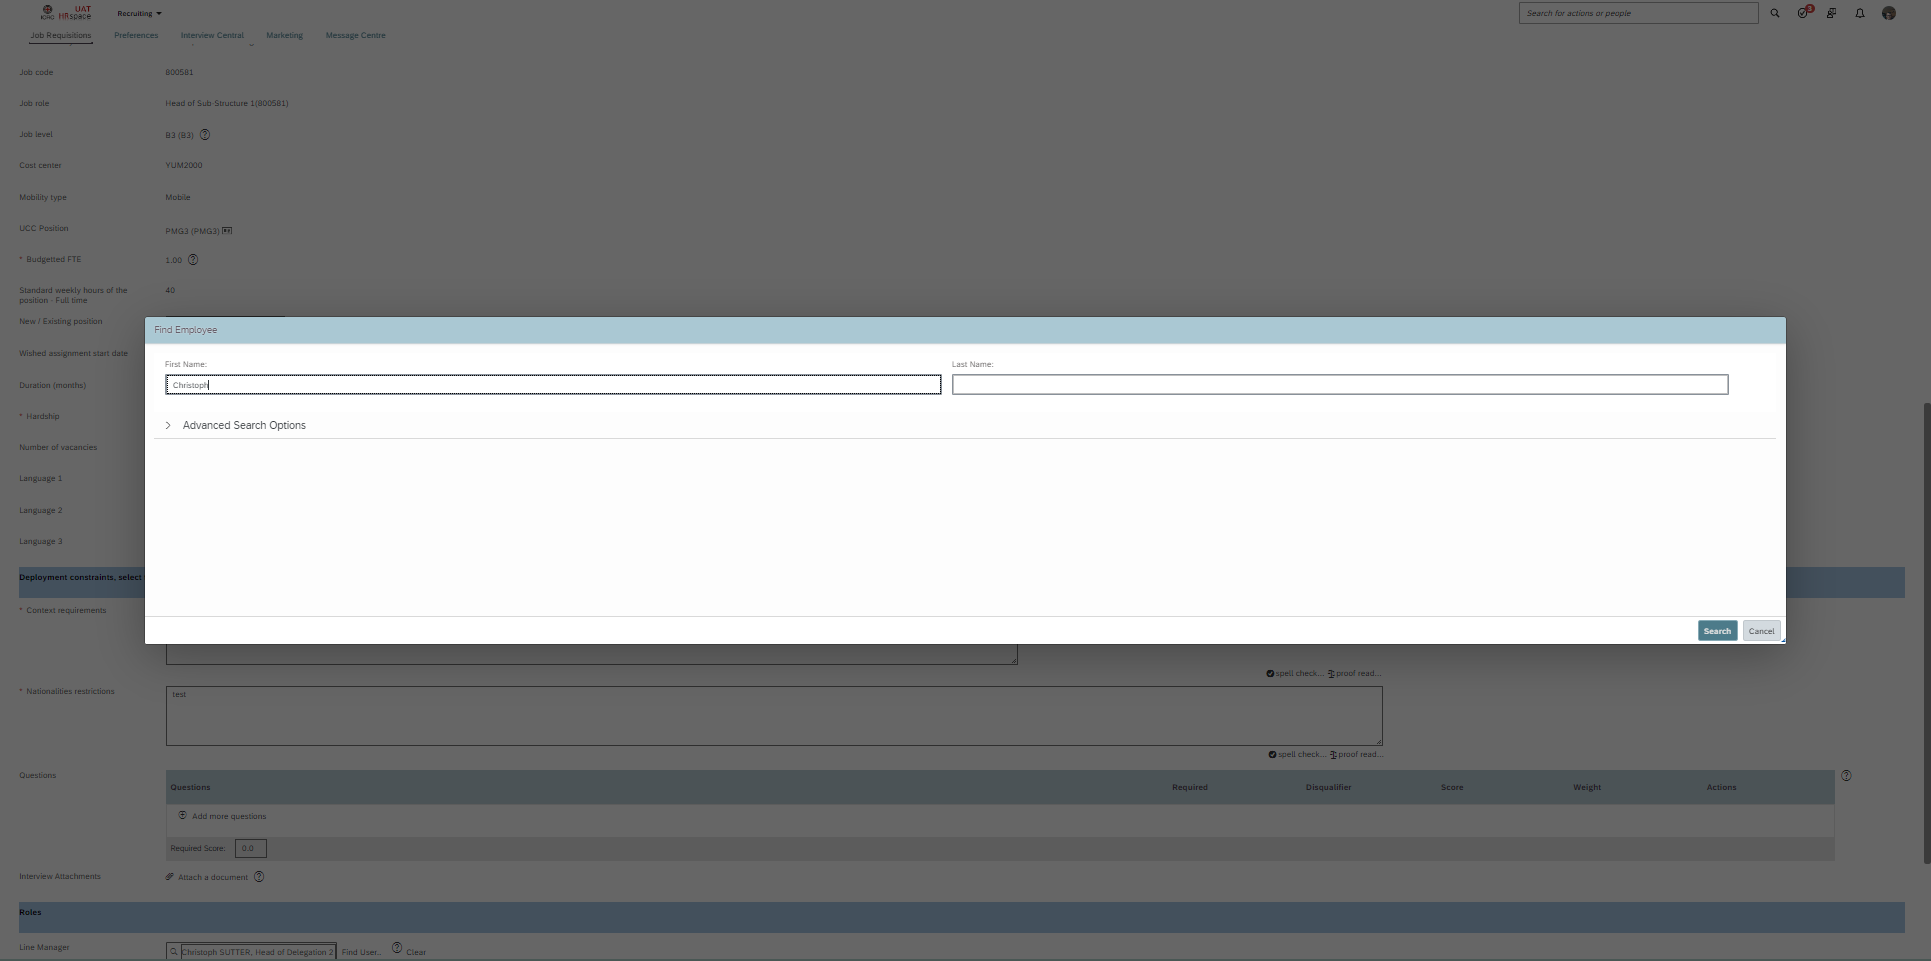 ICRC
UAT
HRspace
Recruiting
Search for actions or people
3
Job Requisitions
Preferences
Interview Central
Marketing
Message Centre
Job code
800581
Job role
Head of Sub-Structure 1(800581)
Job level
B3 (B3)
Cost center
YUM2000
Mobility type
Mobile
UCC Position
PMG3 (PMG3)
* Budgetted FTE
1.00
Standard weekly hours of the
position - Full time
40
New / Existing position
Find Employee
Wished assignment start date
First Name:
Last Name:
Duration (months)
Christoph
* Hardship
Advanced Search Options
Number of vacancies
Language 1
Language 2
Language 3
Deployment constraints, select
* Context requirements
Search
Cancel
spell check...
proof read...
* Nationalities restrictions
test
spell check...
proof read...
Questions
Questions
Required
Disqualifier
Score
Weight
Actions
Add more questions
Required Score:
0.0
Interview Attachments
Attach a document
Roles
Line Manager
Christoph SUTTER, Head of Delegation 2
Find User...
Clear